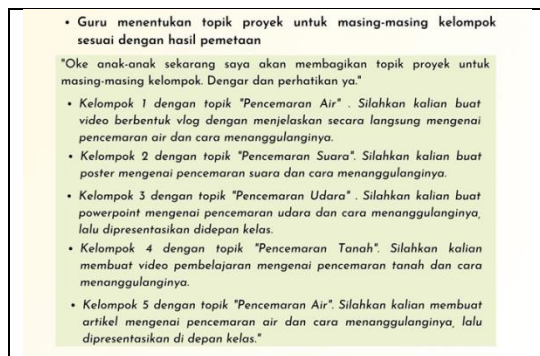 • Guru menentukan topik proyek untuk masing-masing kelompok
sesuai dengan hasil pemetaan
"Oke anak-anak sekarang saya akan membagikan topik proyek untuk
masing-masing kelompok. Dengar dan perhatikan ya."
• Kelompok 1 dengan topik "Pencemaran Air" . Silahkan kalian buat
video berbentuk vlog dengan menjelaskan secara langsung mengenai
pencemaran air dan cara menanggulanginya.
• Kelompok 2 dengan topik "Pencemaran Suara". Silahkan kalian buat
poster mengenai pencemaran suara dan cara menanggulanginya.
• Kelompok 3 dengan topik "Pencemaran Udara" . Silahkan kalian buat
powerpoint mengenai pencemaran udara dan cara menanggulanginya,
lalu dipresentasikan didepan kelas.
• Kelompok 4 dengan topik "Pencemaran Tanah". Silahkan kalian
membuat video pembelajaran mengenai pencemaran tanah dan cara
menanggulanginya.
• Kelompok 5 dengan topik "Pencemaran Air". Silahkan kalian membuat
artikel mengenai pencemaran air dan cara menanggulanginya, lalu
dipresentasikan di depan kelas."